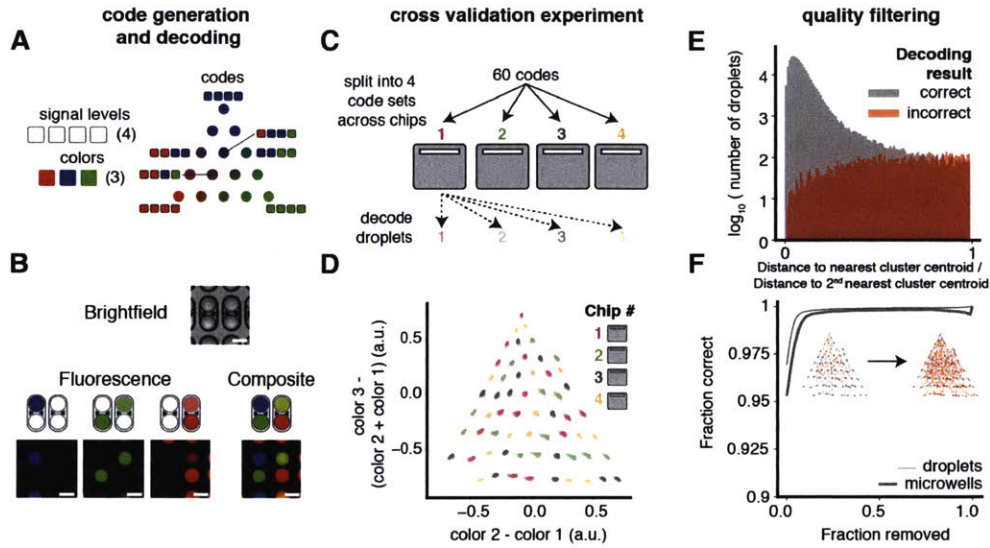 code generation
and decoding
cross validation experiment
quality filtering
A
codes
signal levels
(4)
colors
(3)
B
Brightfield
Fluorescence
Composite
C
60 codes
split into 4
code sets
across chips
1 2 3 4
decode
droplets
1 2 3 4
D
Chip #
1
2
3
4
0.5
0.0
−0.5
color 3 -
(color 2 + color 1) (a.u.)
−0.5 0.0 0.5
color 2 - color 1 (a.u.)
E
Decoding
result
correct
incorrect
log10 ( number of droplets)
4
3
2
1
0
0 1
Distance to nearest cluster centroid /
Distance to 2nd nearest cluster centroid
F
Fraction correct
1
0.975
0.95
0.925
0.9
droplets
microwells
0.0 0.5 1.0
Fraction removed